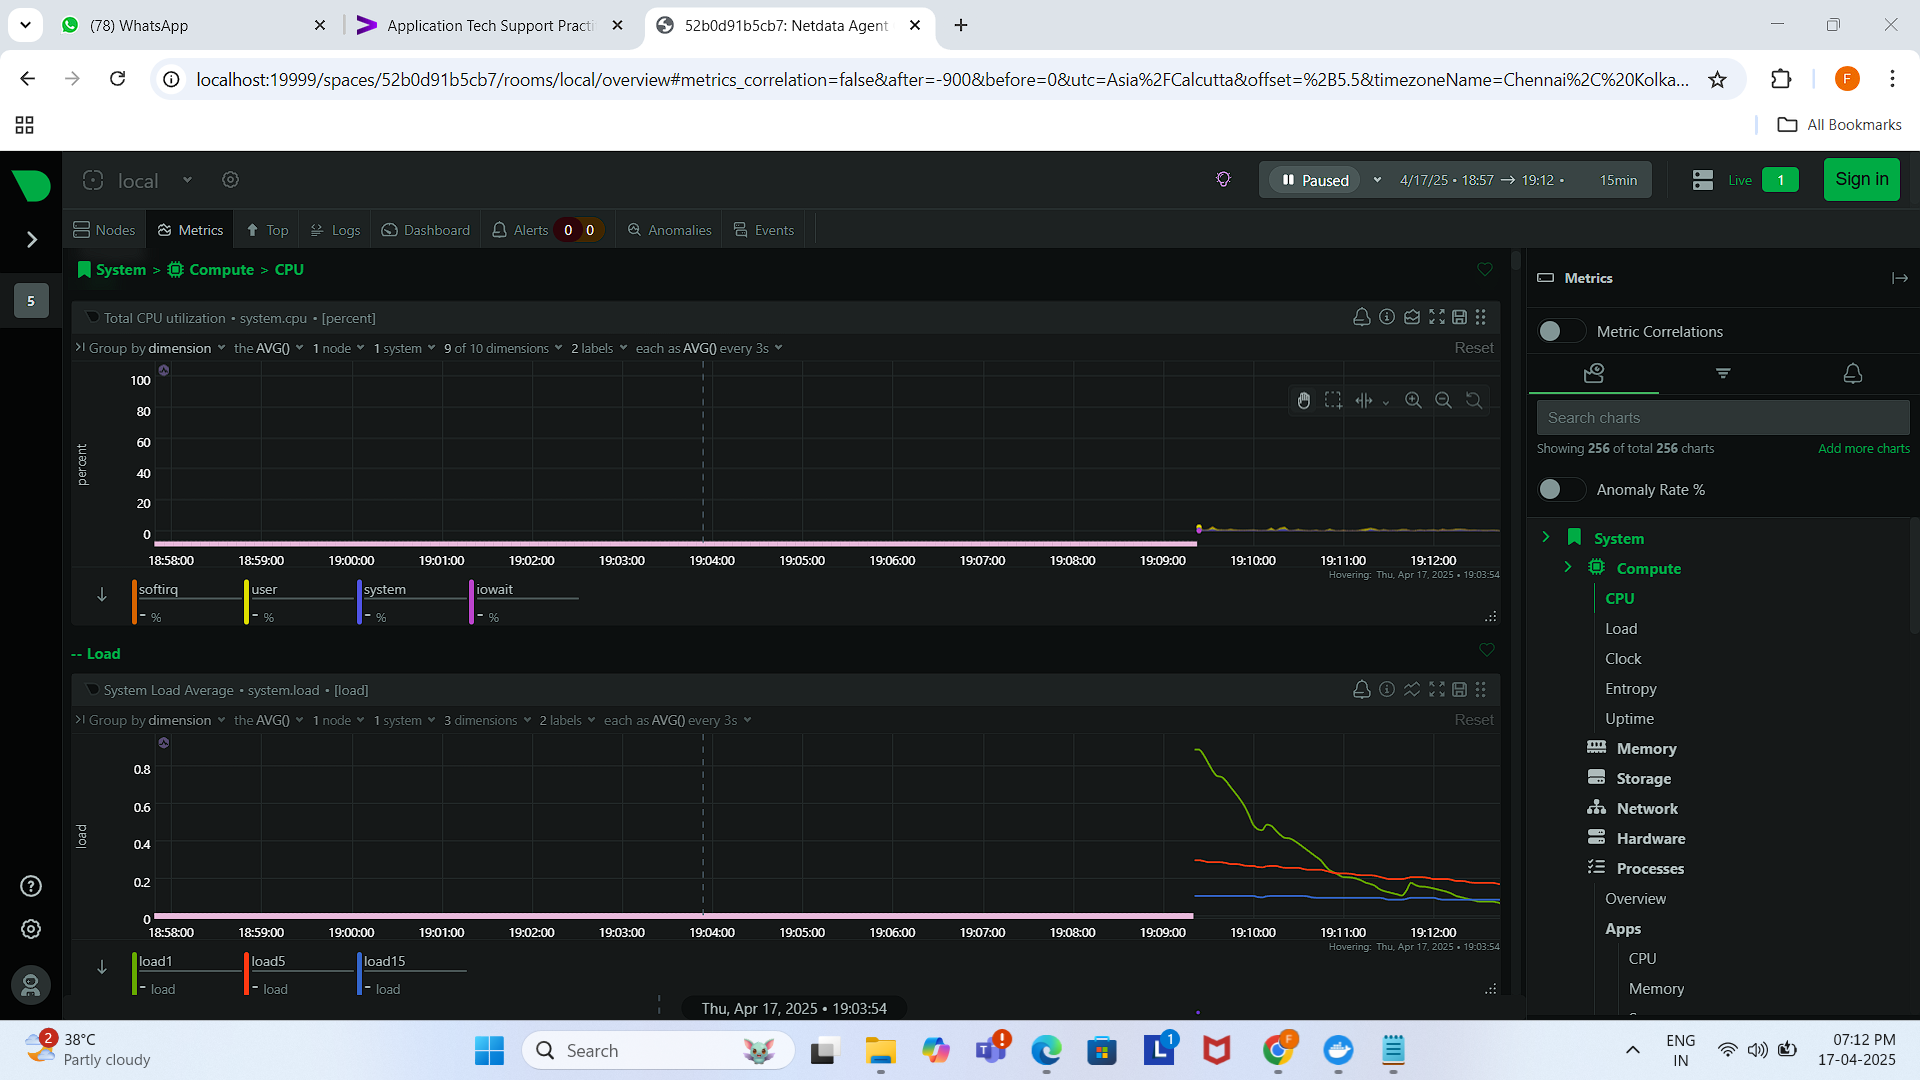 (78) WhatsApp
Application Tech Support Practi
52b0d91b5cb7: Netdata Agent
localhost:19999/spaces/52b0d91b5cb7/rooms/local/overview#metrics_correlation=false&after=-900&before=0&utc=Asia%2FCalcutta&offset=%2B5.5&timezoneName=Chennai%2C%20Kolka...
F
All Bookmarks
local
Paused
4/17/25 • 18:57 → 19:12 •
15min
Live
1
Sign in
Nodes
Metrics
Top
Logs
Dashboard
Alerts
0
0
Anomalies
Events
5
System > Compute > CPU
Total CPU utilization • system.cpu • [percent]
Group by dimension the AVG() 1 node 1 system 9 of 10 dimensions 2 labels each as AVG() every 3s
Reset
percent
100
80
60
40
20
0
18:58:00 18:59:00 19:00:00 19:01:00 19:02:00 19:03:00 19:04:00 19:05:00 19:06:00 19:07:00 19:08:00 19:09:00 19:10:00 19:11:00 19:12:00
Hovering: Thu, Apr 17, 2025 • 19:03:54
softirq user system iowait
- % - % - % - %
-- Load
System Load Average • system.load • [load]
Group by dimension the AVG() 1 node 1 system 3 dimensions 2 labels each as AVG() every 3s
Reset
load
0.8
0.6
0.4
0.2
0
18:58:00 18:59:00 19:00:00 19:01:00 19:02:00 19:03:00 19:04:00 19:05:00 19:06:00 19:07:00 19:08:00 19:09:00 19:10:00 19:11:00 19:12:00
Hovering: Thu, Apr 17, 2025 • 19:03:54
load1 load5 load15
- load - load - load
Thu, Apr 17, 2025 • 19:03:54
Metrics
Metric Correlations
Search charts
Showing 256 of total 256 charts
Add more charts
Anomaly Rate %
System
Compute
CPU
Load
Clock
Entropy
Uptime
Memory
Storage
Network
Hardware
Processes
Overview
Apps
CPU
Memory
2
38°C
Partly cloudy
Search
1
F
ENG
IN
07:12 PM
17-04-2025